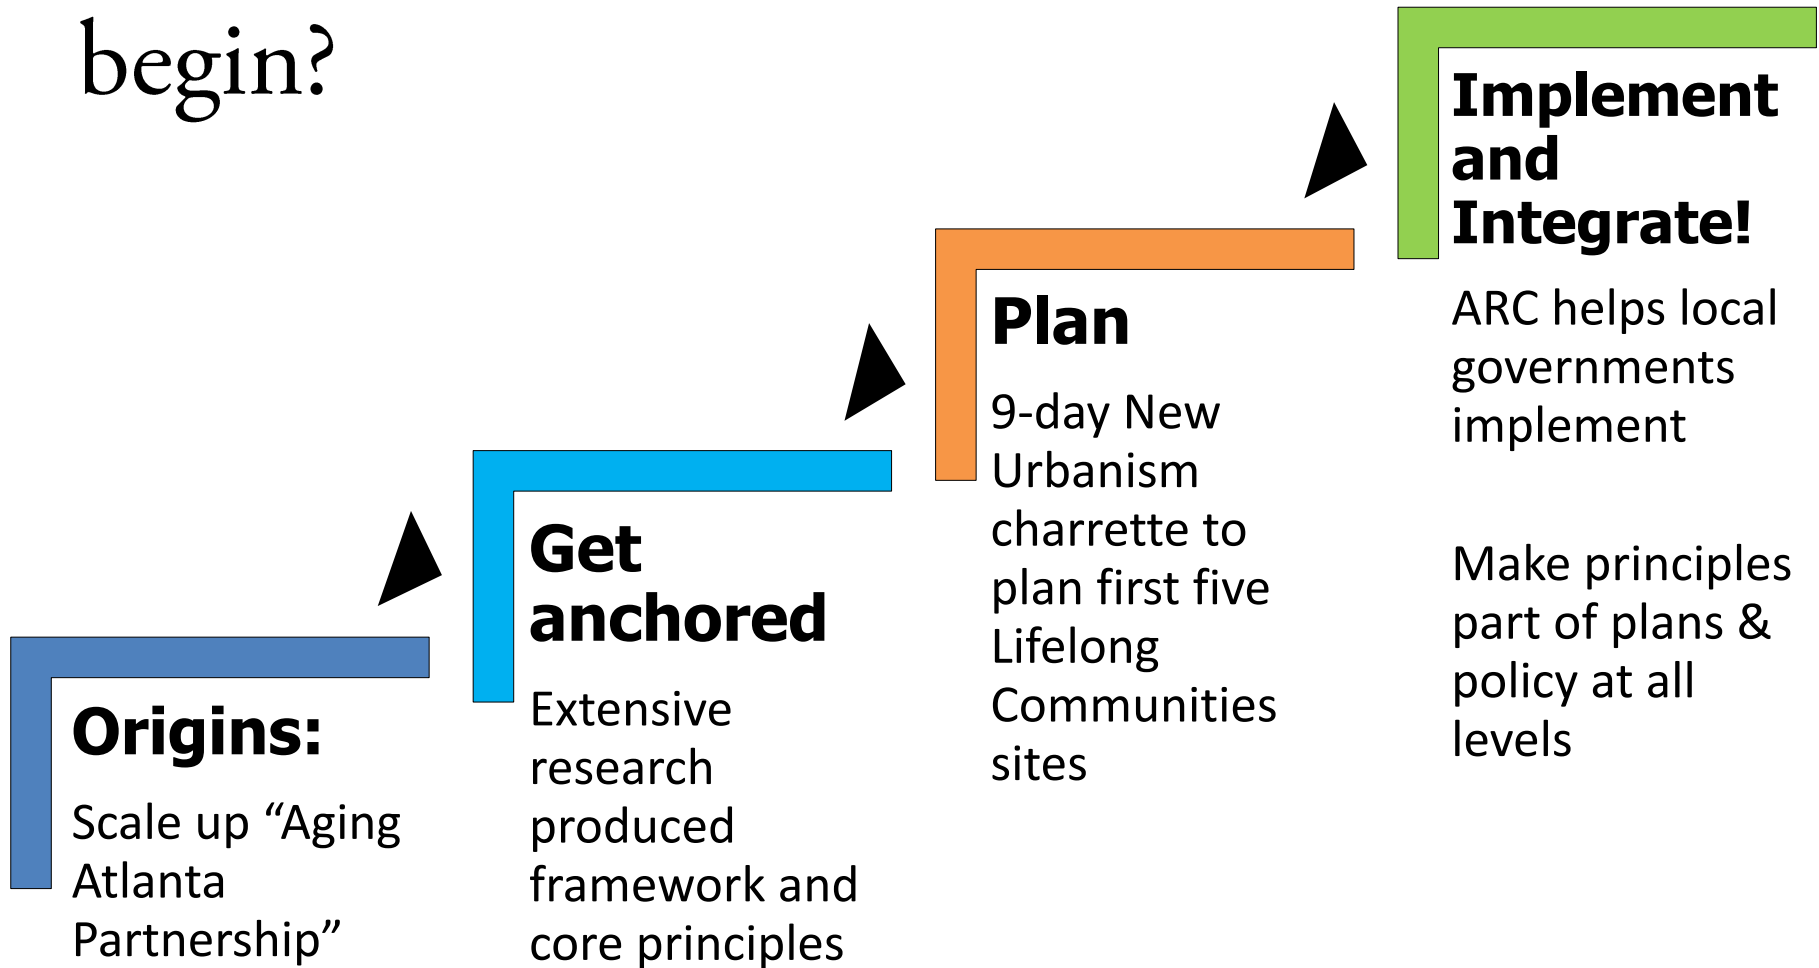 begin?
Origins:
Scale up “Aging
Atlanta
Partnership”
Get
anchored
Extensive
research
produced
framework and
core principles
Plan
9-day New
Urbanism
charrette to
plan first five
Lifelong
Communities
sites
Implement
and
Integrate!
ARC helps local
governments
implement
Make principles
part of plans &
policy at all
levels